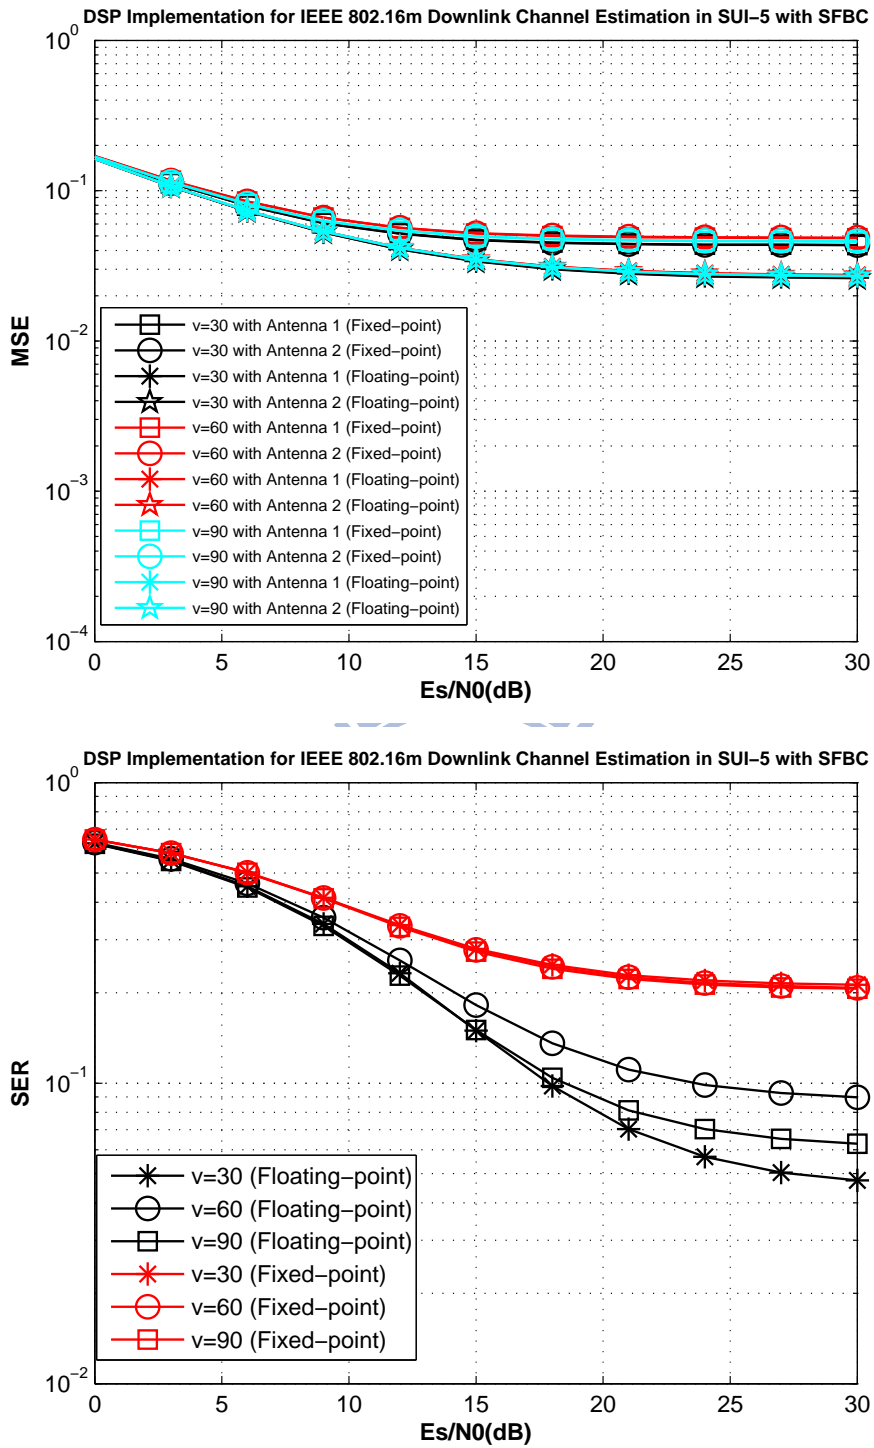 DSP Implementation for IEEE 802.16m Downlink Channel Estimation in SUI−5 with SFBC
10^0
10^−1
10^−2
10^−3
10^−4
MSE
v=30 with Antenna 1 (Fixed−point)
v=30 with Antenna 2 (Fixed−point)
v=30 with Antenna 1 (Floating−point)
v=30 with Antenna 2 (Floating−point)
v=60 with Antenna 1 (Fixed−point)
v=60 with Antenna 2 (Fixed−point)
v=60 with Antenna 1 (Floating−point)
v=60 with Antenna 2 (Floating−point)
v=90 with Antenna 1 (Fixed−point)
v=90 with Antenna 2 (Fixed−point)
v=90 with Antenna 1 (Floating−point)
v=90 with Antenna 2 (Floating−point)
0 5 10 15 20 25 30
Es/N0(dB)
DSP Implementation for IEEE 802.16m Downlink Channel Estimation in SUI−5 with SFBC
10^0
10^−1
10^−2
SER
v=30 (Floating−point)
v=60 (Floating−point)
v=90 (Floating−point)
v=30 (Fixed−point)
v=60 (Fixed−point)
v=90 (Fixed−point)
0 5 10 15 20 25 30
Es/N0(dB)